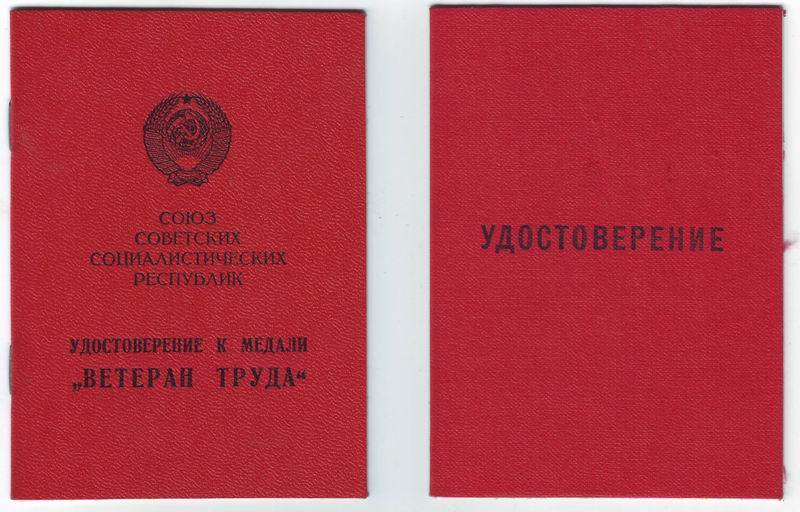 СОЮЗ
СОВЕТСКИХ
СОЦИАЛИСТИЧЕСКИХ
РЕСПУБЛИК
УДОСТОВЕРЕНИЕ К МЕДАЛИ
„ВЕТЕРАН ТРУДА“
УДОСТОВЕРЕНИЕ